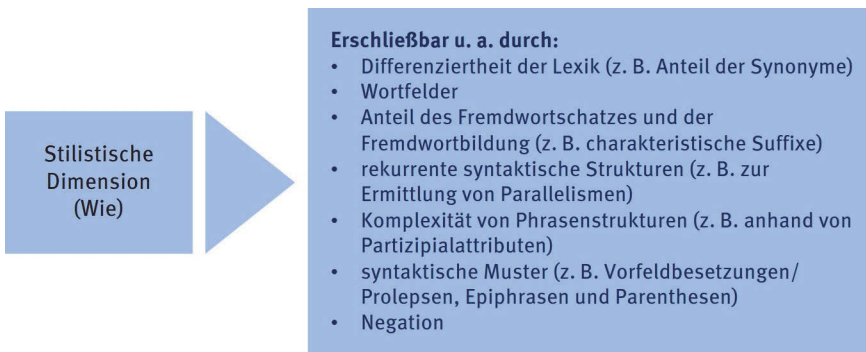 Stilistische
Dimension
(Wie)
Erschließbar u. a. durch:
• Differenziertheit der Lexik (z. B. Anteil der Synonyme)
• Wortfelder
• Anteil des Fremdwortschatzes und der
Fremdwortbildung (z. B. charakteristische Suffixe)
• rekurrente syntaktische Strukturen (z. B. zur
Ermittlung von Parallelismen)
• Komplexität von Phrasenstrukturen (z. B. anhand von
Partizipialattributen)
• syntaktische Muster (z. B. Vorfeldbesetzungen/
Prolepsen, Epiphrasen und Parenthesen)
• Negation